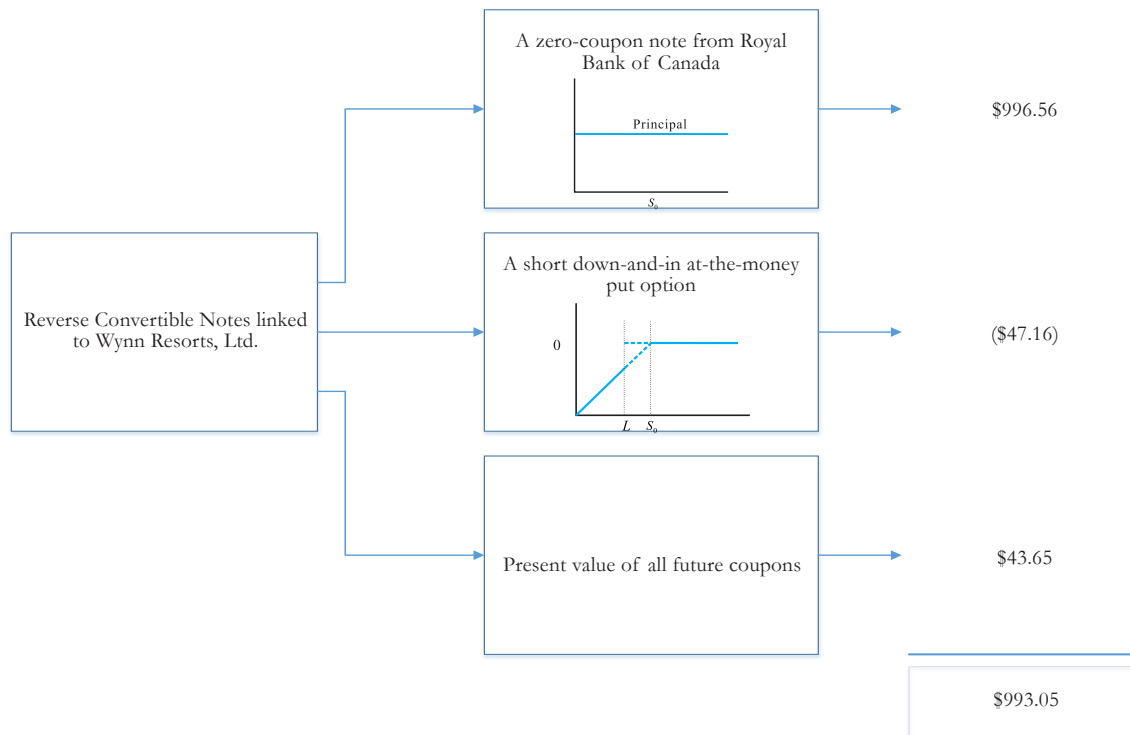 A zero-coupon note from Royal
Bank of Canada
Principal
S₀
$996.56
Reverse Convertible Notes linked
to Wynn Resorts, Ltd.
A short down-and-in at-the-money
put option
0
L S₀
($47.16)
Present value of all future coupons
$43.65
$993.05